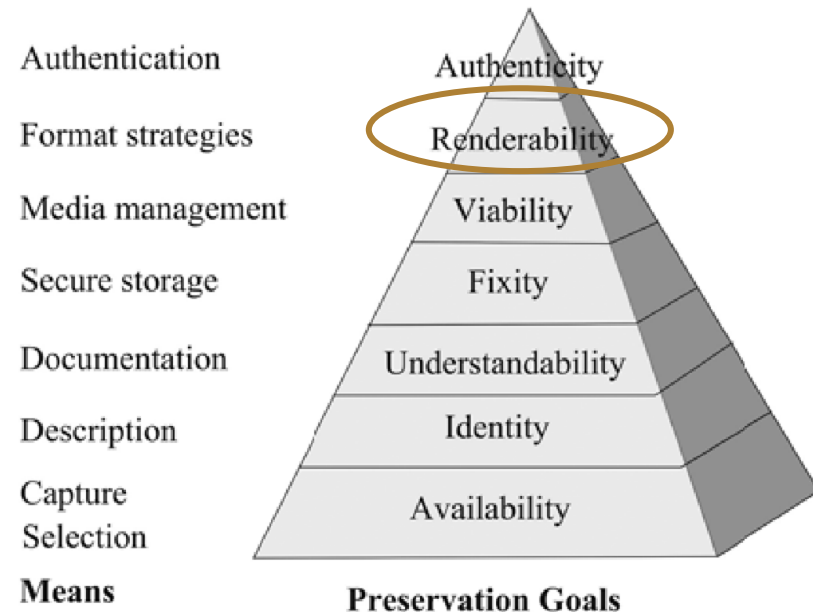 Authentication Authenticity
Format strategies Renderability
Media management Viability
Secure storage Fixity
Documentation Understandability
Description Identity
Capture
Selection Availability
Means Preservation Goals